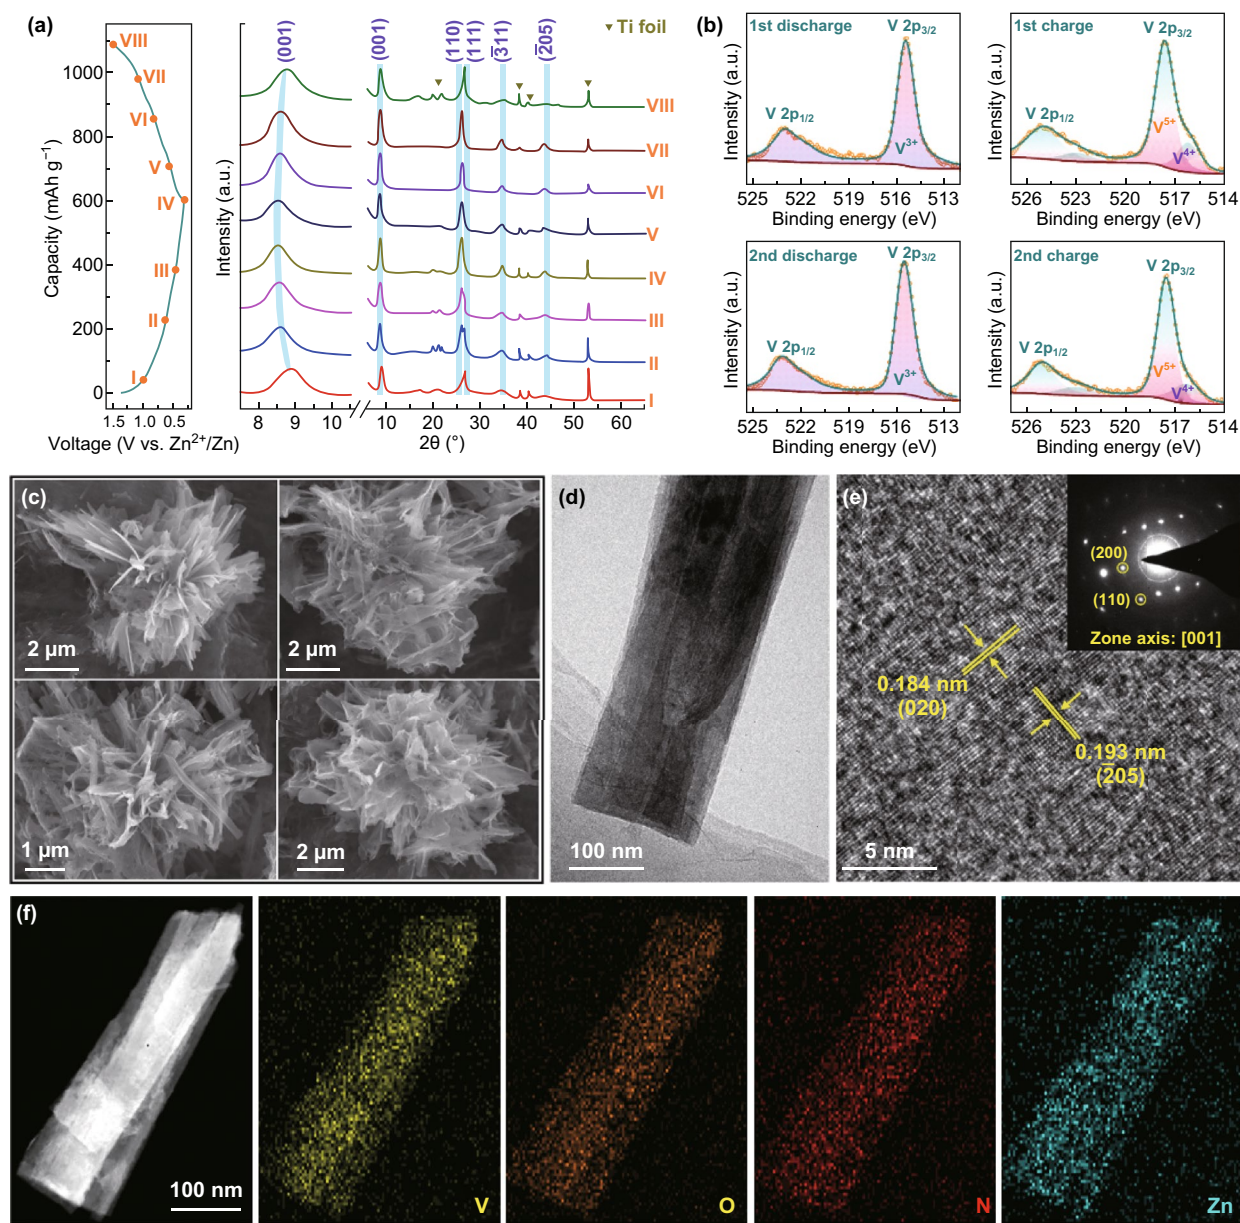 (a)
VIII
VII
VI
V
IV
III
II
I
1000
800
600
400
200
0
Capacity (mAh g⁻¹)
1.5 1.0 0.5
Voltage (V vs. Zn²⁺/Zn)
Intensity (a.u.)
(001)
(001)
(110)
(111)
(3̅11)
(2̅05)
Ti foil
VIII
VII
VI
V
IV
III
II
I
8 9 10 10 20 30 40 50 60
2θ (°)
(b)
1st discharge
V 2p3/2
V 2p1/2
V³⁺
Intensity (a.u.)
525 522 519 516 513
Binding energy (eV)
1st charge
V 2p3/2
V 2p1/2
V⁵⁺
V⁴⁺
Intensity (a.u.)
526 523 520 517 514
Binding energy (eV)
2nd discharge
V 2p3/2
V 2p1/2
V³⁺
Intensity (a.u.)
525 522 519 516 513
Binding energy (eV)
2nd charge
V 2p3/2
V 2p1/2
V⁵⁺
V⁴⁺
Intensity (a.u.)
526 523 520 517 514
Binding energy (eV)
(c)
2 µm
2 µm
1 µm
2 µm
(d)
100 nm
(e)
(200)
(110)
Zone axis: [001]
0.184 nm
(020)
0.193 nm
(2̅05)
5 nm
(f)
100 nm
V
O
N
Zn